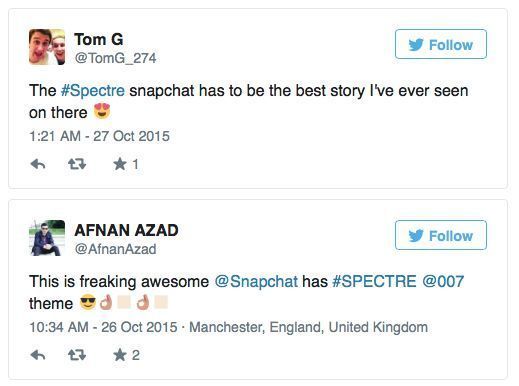 Tom G
@TomG_274
Follow
The #Spectre snapchat has to be the best story I've ever seen
on there 😍
1:21 AM - 27 Oct 2015
1
AFNAN AZAD
@AfnanAzad
Follow
This is freaking awesome @Snapchat has #SPECTRE @007
theme 😎👌🏼👌🏼
10:34 AM - 26 Oct 2015 · Manchester, England, United Kingdom
2